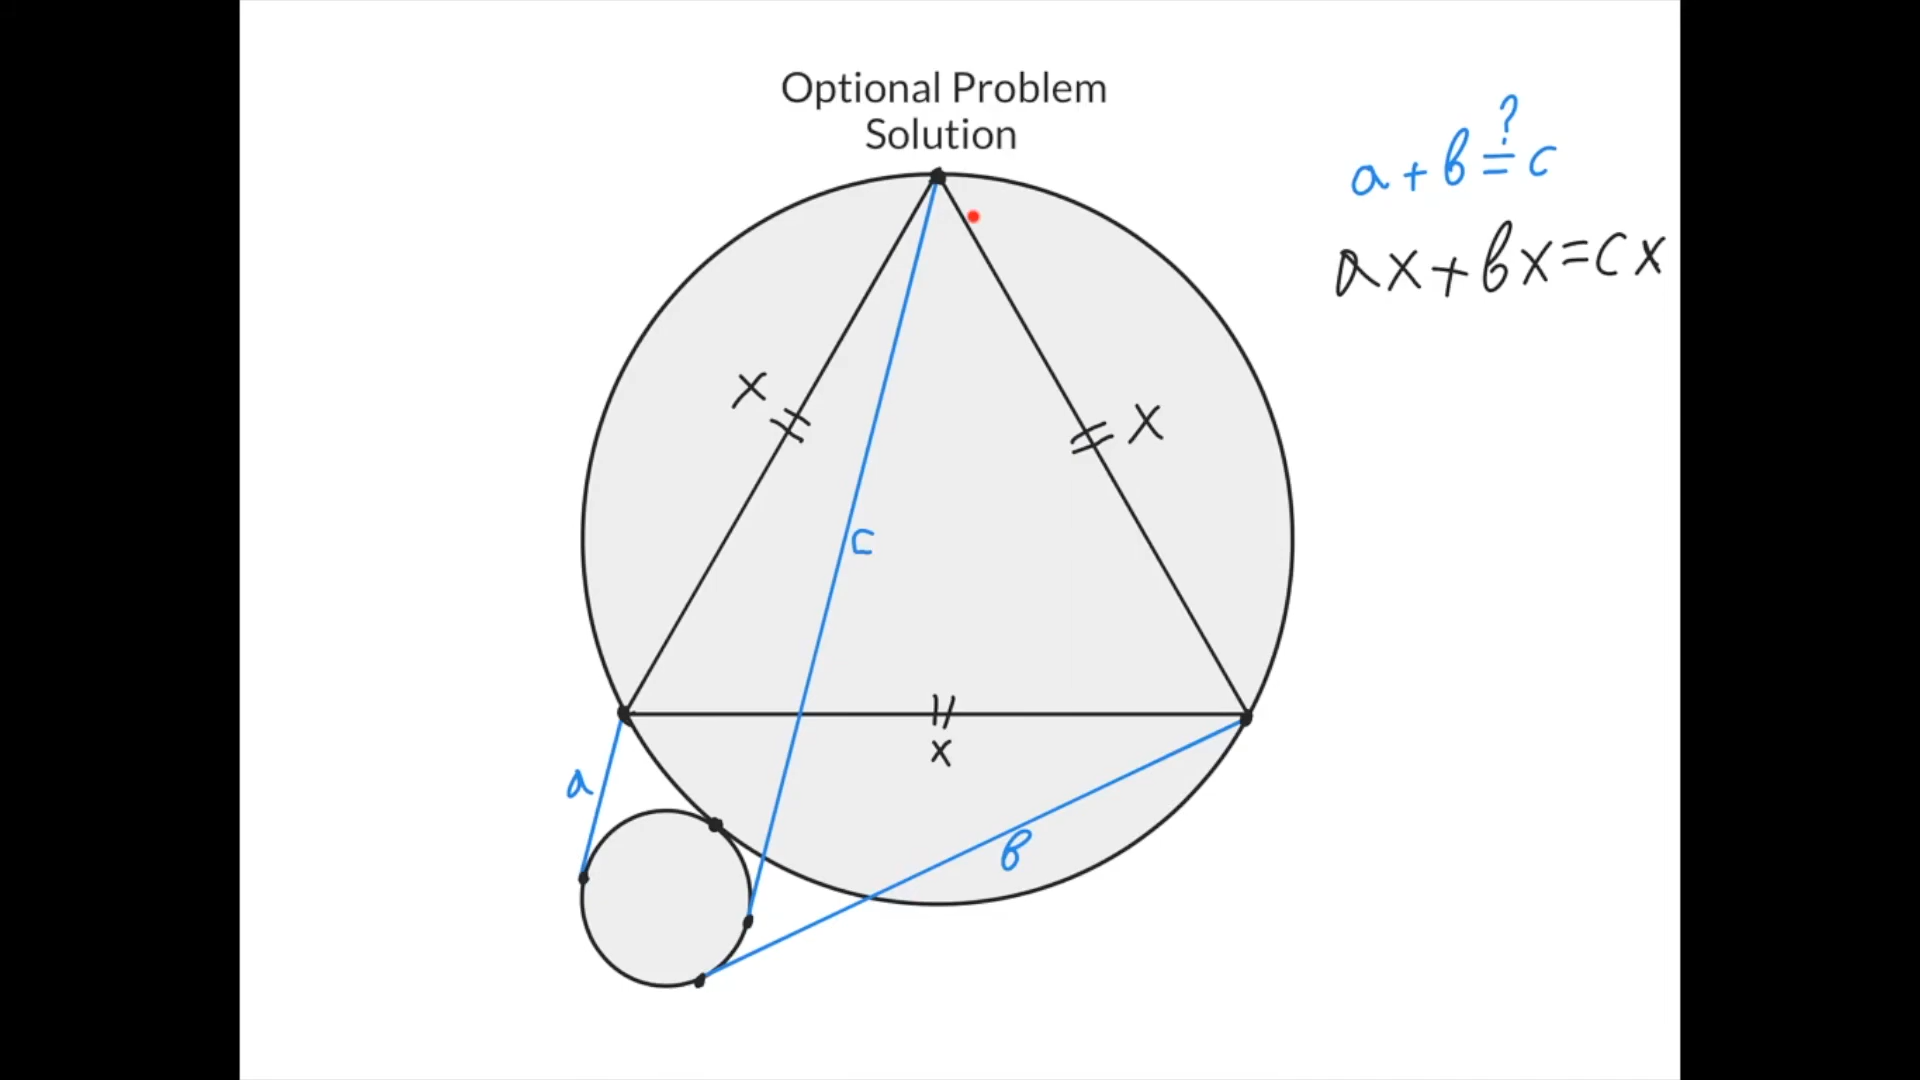 Optional Problem
Solution
a + b ?= c
ax + bx = cx
x
x
c
x
a
b